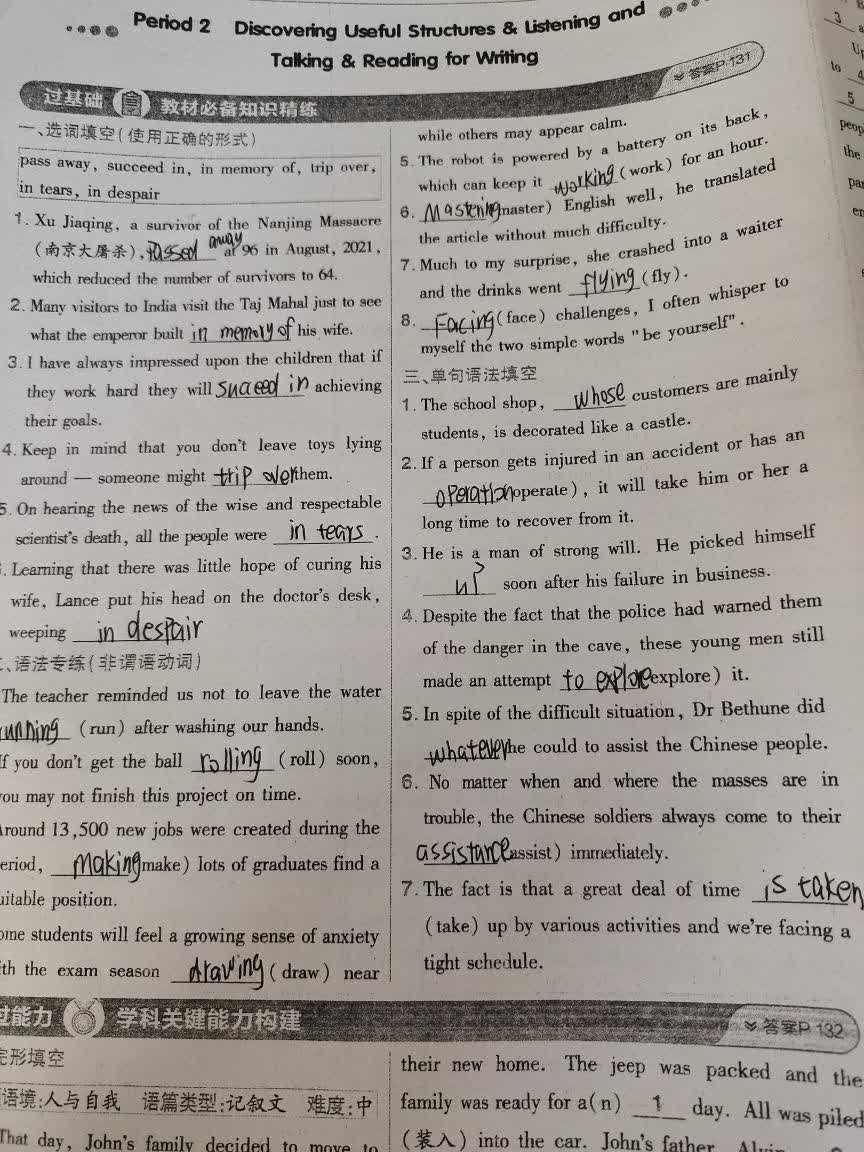 Period 2 Discovering Useful Structures & Listening and
Talking & Reading for Writing
过基础 教材必备知识精练
答案P·131
一、选词填空(使用正确的形式)
pass away, succeed in, in memory of, trip over,
in tears, in despair
1. Xu Jiaqing, a survivor of the Nanjing Massacre
(南京大屠杀), passed away at 96 in August, 2021,
which reduced the number of survivors to 64.
2. Many visitors to India visit the Taj Mahal just to see
what the emperor built in memory of his wife.
3. I have always impressed upon the children that if
they work hard they will succeed in achieving
their goals.
4. Keep in mind that you don't leave toys lying
around — someone might trip over them.
5. On hearing the news of the wise and respectable
scientist's death, all the people were in tears.
. Learning that there was little hope of curing his
wife, Lance put his head on the doctor's desk,
weeping in despair
、语法专练(非谓语动词)
The teacher reminded us not to leave the water
running (run) after washing our hands.
If you don't get the ball rolling (roll) soon,
you may not finish this project on time.
Around 13,500 new jobs were created during the
eriod, making (make) lots of graduates find a
uitable position.
ome students will feel a growing sense of anxiety
ith the exam season drawing (draw) near
while others may appear calm.
5. The robot is powered by a battery on its back,
which can keep it working (work) for an hour.
6. Mastering (master) English well, he translated
the article without much difficulty.
7. Much to my surprise, she crashed into a waiter
and the drinks went flying (fly).
8. Facing (face) challenges, I often whisper to
myself the two simple words "be yourself".
三、单句语法填空
1. The school shop, whose customers are mainly
students, is decorated like a castle.
2. If a person gets injured in an accident or has an
operation (operate), it will take him or her a
long time to recover from it.
3. He is a man of strong will. He picked himself
up soon after his failure in business.
4. Despite the fact that the police had warned them
of the danger in the cave, these young men still
made an attempt to explore (explore) it.
5. In spite of the difficult situation, Dr Bethune did
whatever he could to assist the Chinese people.
6. No matter when and where the masses are in
trouble, the Chinese soldiers always come to their
assistance (assist) immediately.
7. The fact is that a great deal of time is taken
(take) up by various activities and we're facing a
tight schedule.
过能力 学科关键能力构建
答案P·132
完形填空
语境:人与自我 语篇类型:记叙文 难度:中
That day, John's family decided to move to
their new home. The jeep was packed and the
family was ready for a(n) 1 day. All was piled
(装入) into the car. John's father
3
to 4
5
peop
the